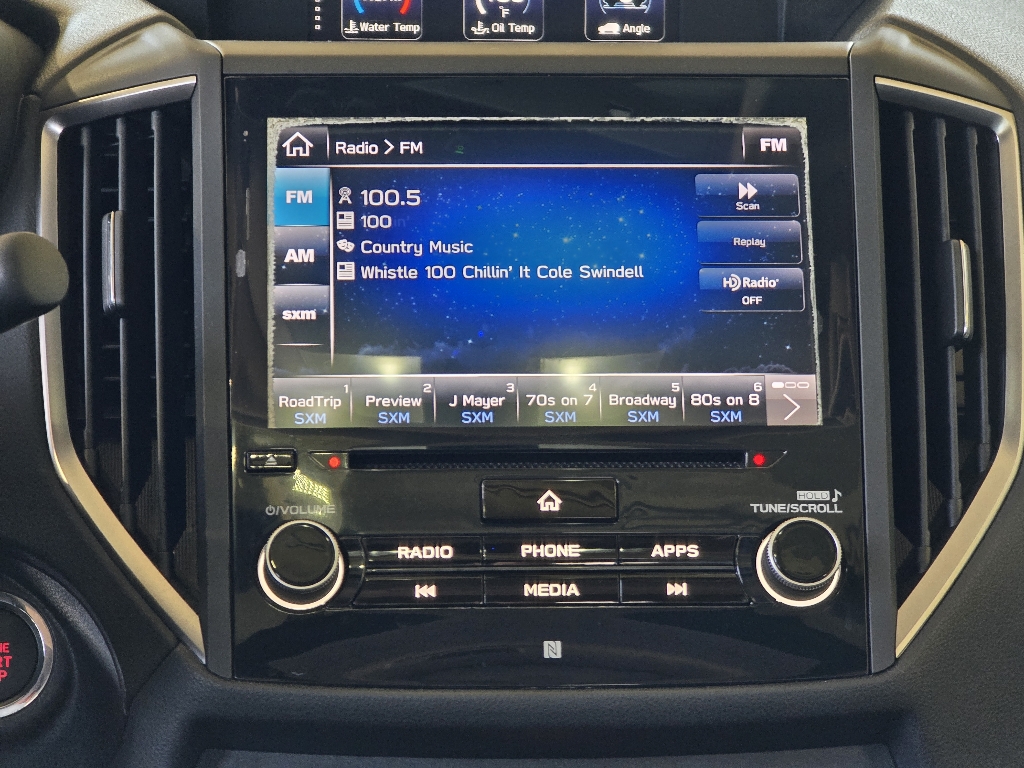 Water Temp
°F
Oil Temp
Angle
Radio > FM
FM
FM
AM
sxm
100.5
100
Country Music
Whistle 100 Chillin' It Cole Swindell
Scan
Replay
HD Radio
OFF
1 2 3 4 5 6
RoadTrip Preview J Mayer 70s on 7 Broadway 80s on 8
SXM SXM SXM SXM SXM SXM
/VOLUME
HOLD
TUNE/SCROLL
RADIO PHONE APPS
MEDIA
N